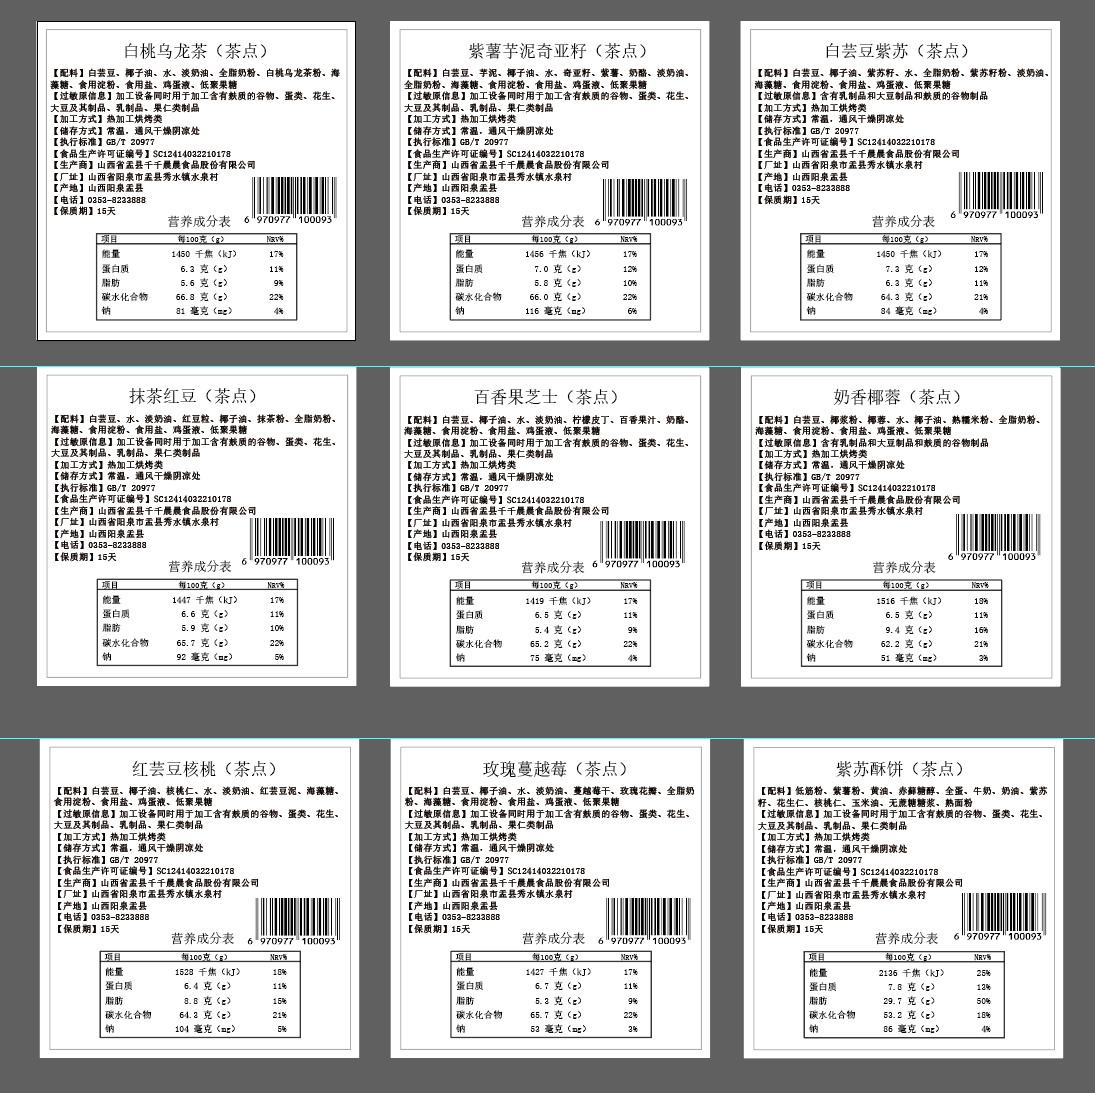 白桃乌龙茶（茶点）
【配料】白芸豆、椰子油、水、淡奶油、全脂奶粉、白桃乌龙茶粉、海
藻糖、食用淀粉、食用盐、鸡蛋液、低聚果糖
【过敏原信息】加工设备同时用于加工含有麸质的谷物、蛋类、花生、
大豆及其制品、乳制品、果仁类制品
【加工方式】热加工烘烤类
【储存方式】常温，通风干燥阴凉处
【执行标准】GB/T 20977
【食品生产许可证编号】SC12414032210178
【生产商】山西省盂县千千晨晨食品股份有限公司
【厂址】山西省阳泉市盂县秀水镇水泉村
【产地】山西阳泉盂县
【电话】0353-8233888
【保质期】15天
6 970977 100093
营养成分表
项目 每100克（g） NRV%
能量 1450 千焦（kJ） 17%
蛋白质 6.3 克（g） 11%
脂肪 5.6 克（g） 9%
碳水化合物 66.8 克（g） 22%
钠 81 毫克（mg） 4%
紫薯芋泥奇亚籽（茶点）
【配料】白芸豆、芋泥、椰子油、水、奇亚籽、紫薯、奶酪、淡奶油、
全脂奶粉、海藻糖、食用淀粉、食用盐、鸡蛋液、低聚果糖
【过敏原信息】加工设备同时用于加工含有麸质的谷物、蛋类、花生、
大豆及其制品、乳制品、果仁类制品
【加工方式】热加工烘烤类
【储存方式】常温，通风干燥阴凉处
【执行标准】GB/T 20977
【食品生产许可证编号】SC12414032210178
【生产商】山西省盂县千千晨晨食品股份有限公司
【厂址】山西省阳泉市盂县秀水镇水泉村
【产地】山西阳泉盂县
【电话】0353-8233888
【保质期】15天
6 970977 100093
营养成分表
项目 每100克（g） NRV%
能量 1456 千焦（kJ） 17%
蛋白质 7.0 克（g） 12%
脂肪 5.8 克（g） 10%
碳水化合物 66.0 克（g） 22%
钠 116 毫克（mg） 6%
白芸豆紫苏（茶点）
【配料】白芸豆、椰子油、紫苏籽、水、全脂奶粉、紫苏籽粉、淡奶油、
海藻糖、食用淀粉、食用盐、鸡蛋液、低聚果糖
【过敏原信息】含有乳制品和大豆制品和麸质的谷物制品
【加工方式】热加工烘烤类
【储存方式】常温，通风干燥阴凉处
【执行标准】GB/T 20977
【食品生产许可证编号】SC12414032210178
【生产商】山西省盂县千千晨晨食品股份有限公司
【厂址】山西省阳泉市盂县秀水镇水泉村
【产地】山西阳泉盂县
【电话】0353-8233888
【保质期】15天
6 970977 100093
营养成分表
项目 每100克（g） NRV%
能量 1450 千焦（kJ） 17%
蛋白质 7.3 克（g） 12%
脂肪 6.3 克（g） 11%
碳水化合物 64.3 克（g） 21%
钠 84 毫克（mg） 4%
抹茶红豆（茶点）
【配料】白芸豆、水、淡奶油、红豆粒、椰子油、抹茶粉、全脂奶粉、
海藻糖、食用淀粉、食用盐、鸡蛋液、低聚果糖
【过敏原信息】加工设备同时用于加工含有麸质的谷物、蛋类、花生、
大豆及其制品、乳制品、果仁类制品
【加工方式】热加工烘烤类
【储存方式】常温，通风干燥阴凉处
【执行标准】GB/T 20977
【食品生产许可证编号】SC12414032210178
【生产商】山西省盂县千千晨晨食品股份有限公司
【厂址】山西省阳泉市盂县秀水镇水泉村
【产地】山西阳泉盂县
【电话】0353-8233888
【保质期】15天
6 970977 100093
营养成分表
项目 每100克（g） NRV%
能量 1447 千焦（kJ） 17%
蛋白质 6.6 克（g） 11%
脂肪 5.9 克（g） 10%
碳水化合物 65.7 克（g） 22%
钠 92 毫克（mg） 5%
百香果芝士（茶点）
【配料】白芸豆、椰子油、水、淡奶油、柠檬皮丁、百香果汁、奶酪、
海藻糖、食用淀粉、食用盐、鸡蛋液、低聚果糖
【过敏原信息】加工设备同时用于加工含有麸质的谷物、蛋类、花生、
大豆及其制品、乳制品、果仁类制品
【加工方式】热加工烘烤类
【储存方式】常温，通风干燥阴凉处
【执行标准】GB/T 20977
【食品生产许可证编号】SC12414032210178
【生产商】山西省盂县千千晨晨食品股份有限公司
【厂址】山西省阳泉市盂县秀水镇水泉村
【产地】山西阳泉盂县
【电话】0353-8233888
【保质期】15天
6 970977 100093
营养成分表
项目 每100克（g） NRV%
能量 1419 千焦（kJ） 17%
蛋白质 6.5 克（g） 11%
脂肪 5.4 克（g） 9%
碳水化合物 65.2 克（g） 22%
钠 75 毫克（mg） 4%
奶香椰蓉（茶点）
【配料】白芸豆、椰浆粉、椰蓉、水、椰子油、熟糯米粉、全脂奶粉、
海藻糖、食用淀粉、食用盐、鸡蛋液、低聚果糖
【过敏原信息】含有乳制品和大豆制品和麸质的谷物制品
【加工方式】热加工烘烤类
【储存方式】常温，通风干燥阴凉处
【执行标准】GB/T 20977
【食品生产许可证编号】SC12414032210178
【生产商】山西省盂县千千晨晨食品股份有限公司
【厂址】山西省阳泉市盂县秀水镇水泉村
【产地】山西阳泉盂县
【电话】0353-8233888
【保质期】15天
6 970977 100093
营养成分表
项目 每100克（g） NRV%
能量 1516 千焦（kJ） 18%
蛋白质 6.5 克（g） 11%
脂肪 9.4 克（g） 16%
碳水化合物 62.2 克（g） 21%
钠 51 毫克（mg） 3%
红芸豆核桃（茶点）
【配料】白芸豆、椰子油、核桃仁、水、淡奶油、红芸豆泥、海藻糖、
食用淀粉、食用盐、鸡蛋液、低聚果糖
【过敏原信息】加工设备同时用于加工含有麸质的谷物、蛋类、花生、
大豆及其制品、乳制品、果仁类制品
【加工方式】热加工烘烤类
【储存方式】常温，通风干燥阴凉处
【执行标准】GB/T 20977
【食品生产许可证编号】SC12414032210178
【生产商】山西省盂县千千晨晨食品股份有限公司
【厂址】山西省阳泉市盂县秀水镇水泉村
【产地】山西阳泉盂县
【电话】0353-8233888
【保质期】15天
6 970977 100093
营养成分表
项目 每100克（g） NRV%
能量 1528 千焦（kJ） 18%
蛋白质 6.4 克（g） 11%
脂肪 8.8 克（g） 15%
碳水化合物 64.3 克（g） 21%
钠 104 毫克（mg） 5%
玫瑰蔓越莓（茶点）
【配料】白芸豆、椰子油、水、淡奶油、蔓越莓干、玫瑰花瓣、全脂奶
粉、海藻糖、食用淀粉、食用盐、鸡蛋液、低聚果糖
【过敏原信息】加工设备同时用于加工含有麸质的谷物、蛋类、花生、
大豆及其制品、乳制品、果仁类制品
【加工方式】热加工烘烤类
【储存方式】常温，通风干燥阴凉处
【执行标准】GB/T 20977
【食品生产许可证编号】SC12414032210178
【生产商】山西省盂县千千晨晨食品股份有限公司
【厂址】山西省阳泉市盂县秀水镇水泉村
【产地】山西阳泉盂县
【电话】0353-8233888
【保质期】15天
6 970977 100093
营养成分表
项目 每100克（g） NRV%
能量 1427 千焦（kJ） 17%
蛋白质 6.7 克（g） 11%
脂肪 5.3 克（g） 9%
碳水化合物 65.7 克（g） 22%
钠 53 毫克（mg） 3%
紫苏酥饼（茶点）
【配料】低筋粉、紫薯粉、黄油、赤藓糖醇、全蛋、牛奶、奶油、紫苏
籽、花生仁、核桃仁、玉米油、无蔗糖糖浆、熟面粉
【过敏原信息】加工设备同时用于加工含有麸质的谷物、蛋类、花生、
大豆及其制品、乳制品、果仁类制品
【加工方式】热加工烘烤类
【储存方式】常温，通风干燥阴凉处
【执行标准】GB/T 20977
【食品生产许可证编号】SC12414032210178
【生产商】山西省盂县千千晨晨食品股份有限公司
【厂址】山西省阳泉市盂县秀水镇水泉村
【产地】山西阳泉盂县
【电话】0353-8233888
【保质期】15天
6 970977 100093
营养成分表
项目 每100克（g） NRV%
能量 2136 千焦（kJ） 25%
蛋白质 7.8 克（g） 13%
脂肪 29.7 克（g） 50%
碳水化合物 53.2 克（g） 18%
钠 86 毫克（mg） 4%